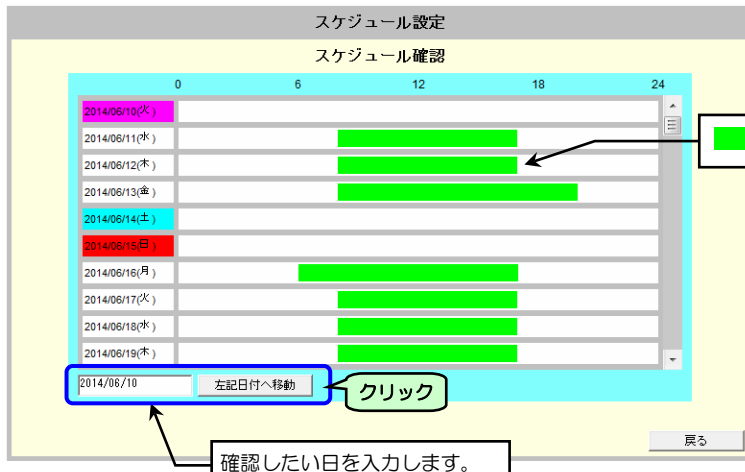 スケジュール設定
スケジュール確認
0 6 12 18 24
2014/06/10(火)
2014/06/11(水)
2014/06/12(木)
2014/06/13(金)
2014/06/14(土)
2014/06/15(日)
2014/06/16(月)
2014/06/17(火)
2014/06/18(水)
2014/06/19(木)
2014/06/10 左記日付へ移動 クリック
戻る
確認したい日を入力します。